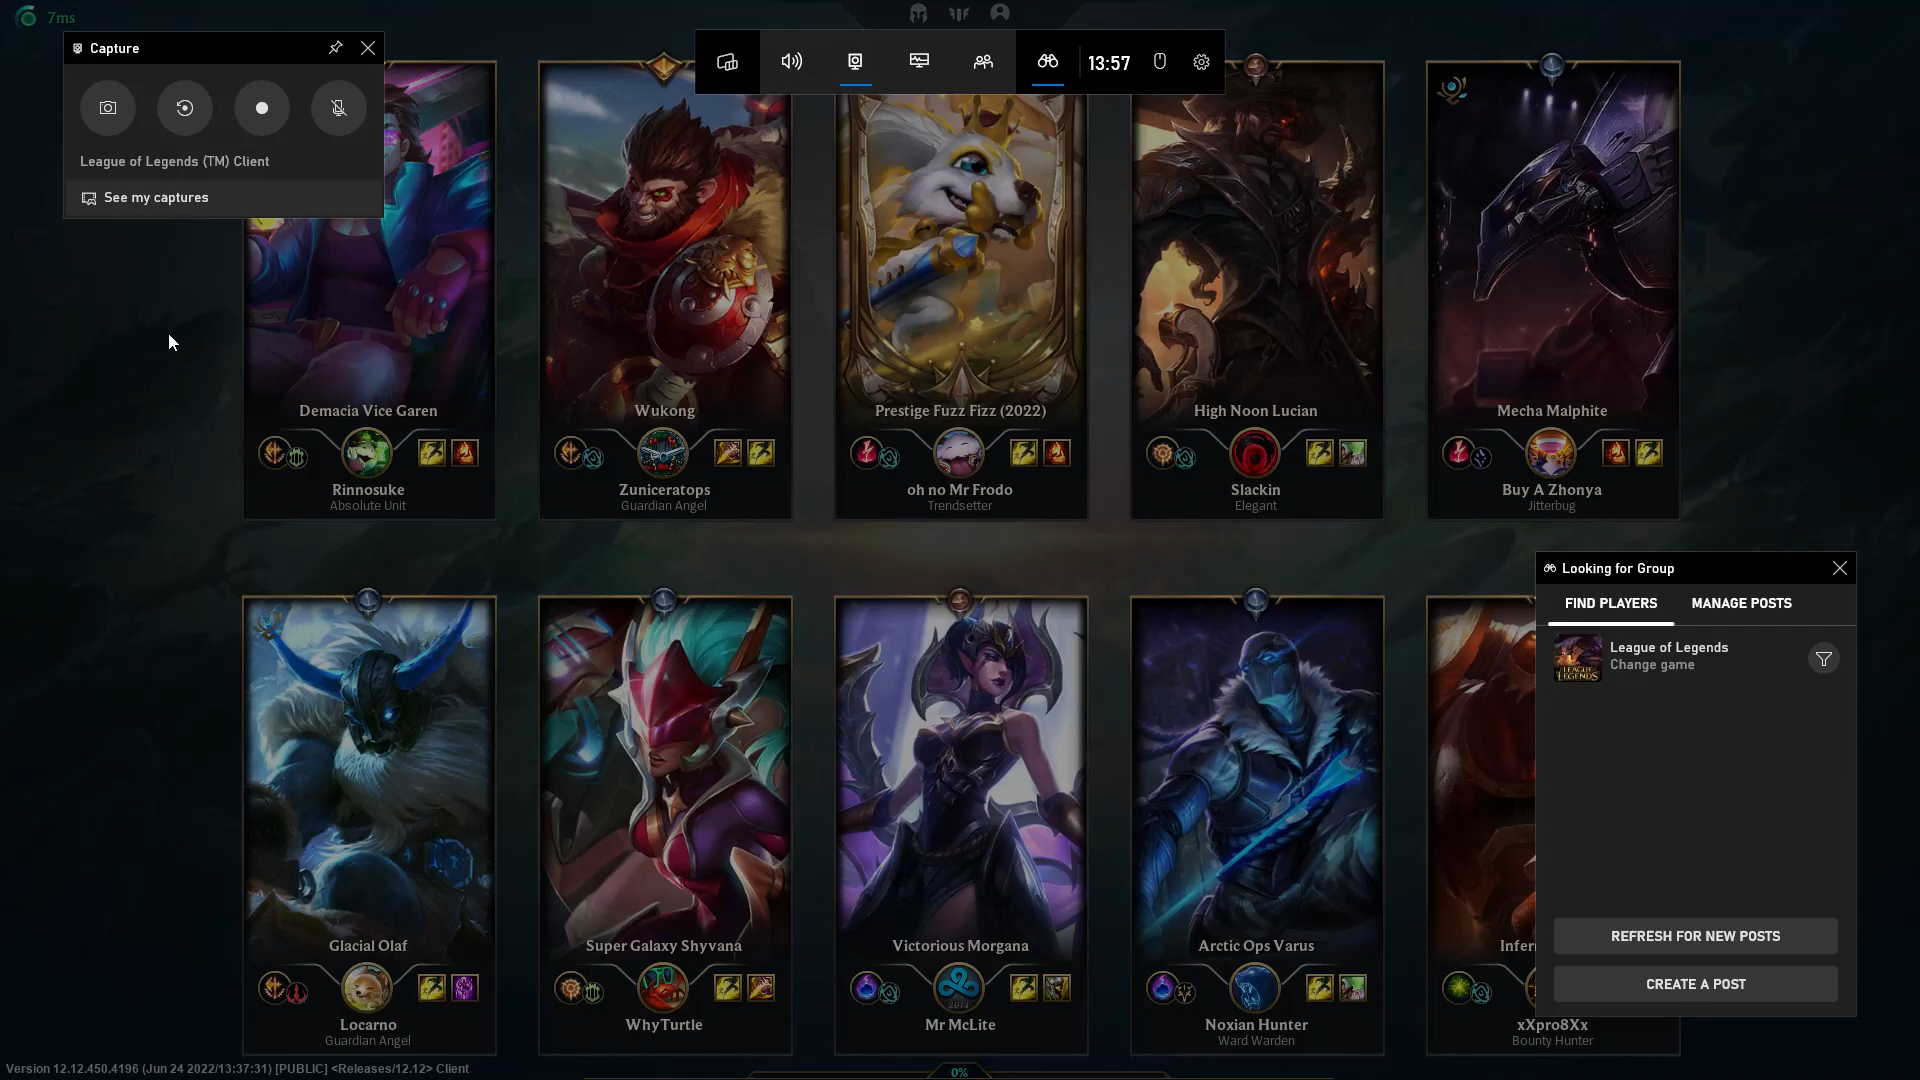 7ms
Capture
League of Legends (TM) Client
See my captures
13:57
Demacia Vice Garen
Rinnosuke
Absolute Unit
Wukong
Zuniceratops
Guardian Angel
Prestige Fuzz Fizz (2022)
oh no Mr Frodo
Trendsetter
High Noon Lucian
Slackin
Elegant
Mecha Malphite
Buy A Zhonya
Jitterbug
Looking for Group
FIND PLAYERS
MANAGE POSTS
LEAGUE OF
LEGENDS
League of Legends
Change game
REFRESH FOR NEW POSTS
CREATE A POST
Glacial Olaf
Locarno
Guardian Angel
Super Galaxy Shyvana
WhyTurtle
Victorious Morgana
2014
Mr McLite
Arctic Ops Varus
Noxian Hunter
Ward Warden
Infer
xXpro8Xx
Bounty Hunter
Version 12.12.450.4196 (Jun 24 2022/13:37:31) [PUBLIC] <Releases/12.12> Client
0%